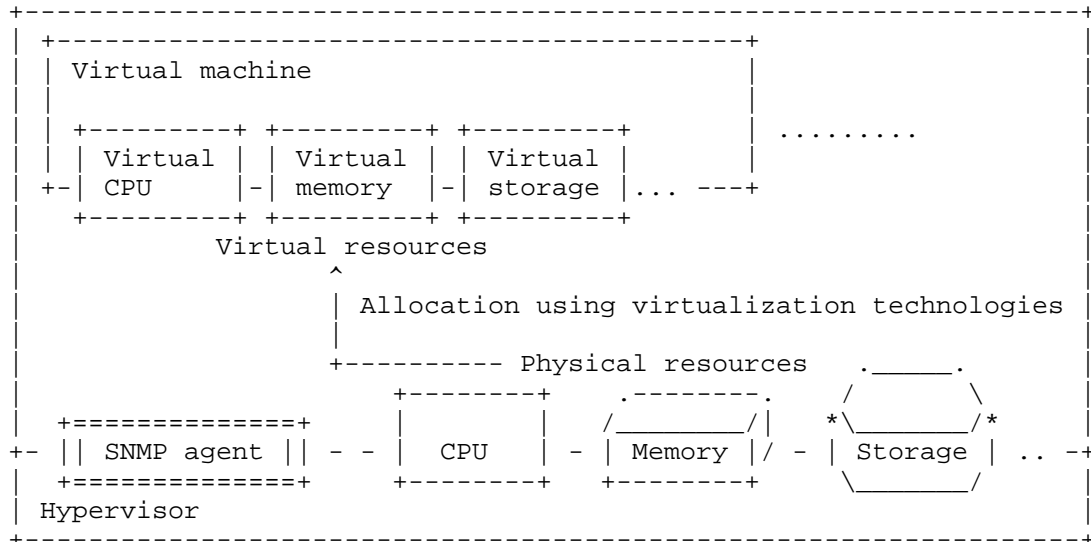 Virtual machine
.........
Virtual Virtual Virtual
CPU memory storage ...
Virtual resources
Allocation using virtualization technologies
Physical resources
SNMP agent CPU Memory Storage ..
Hypervisor